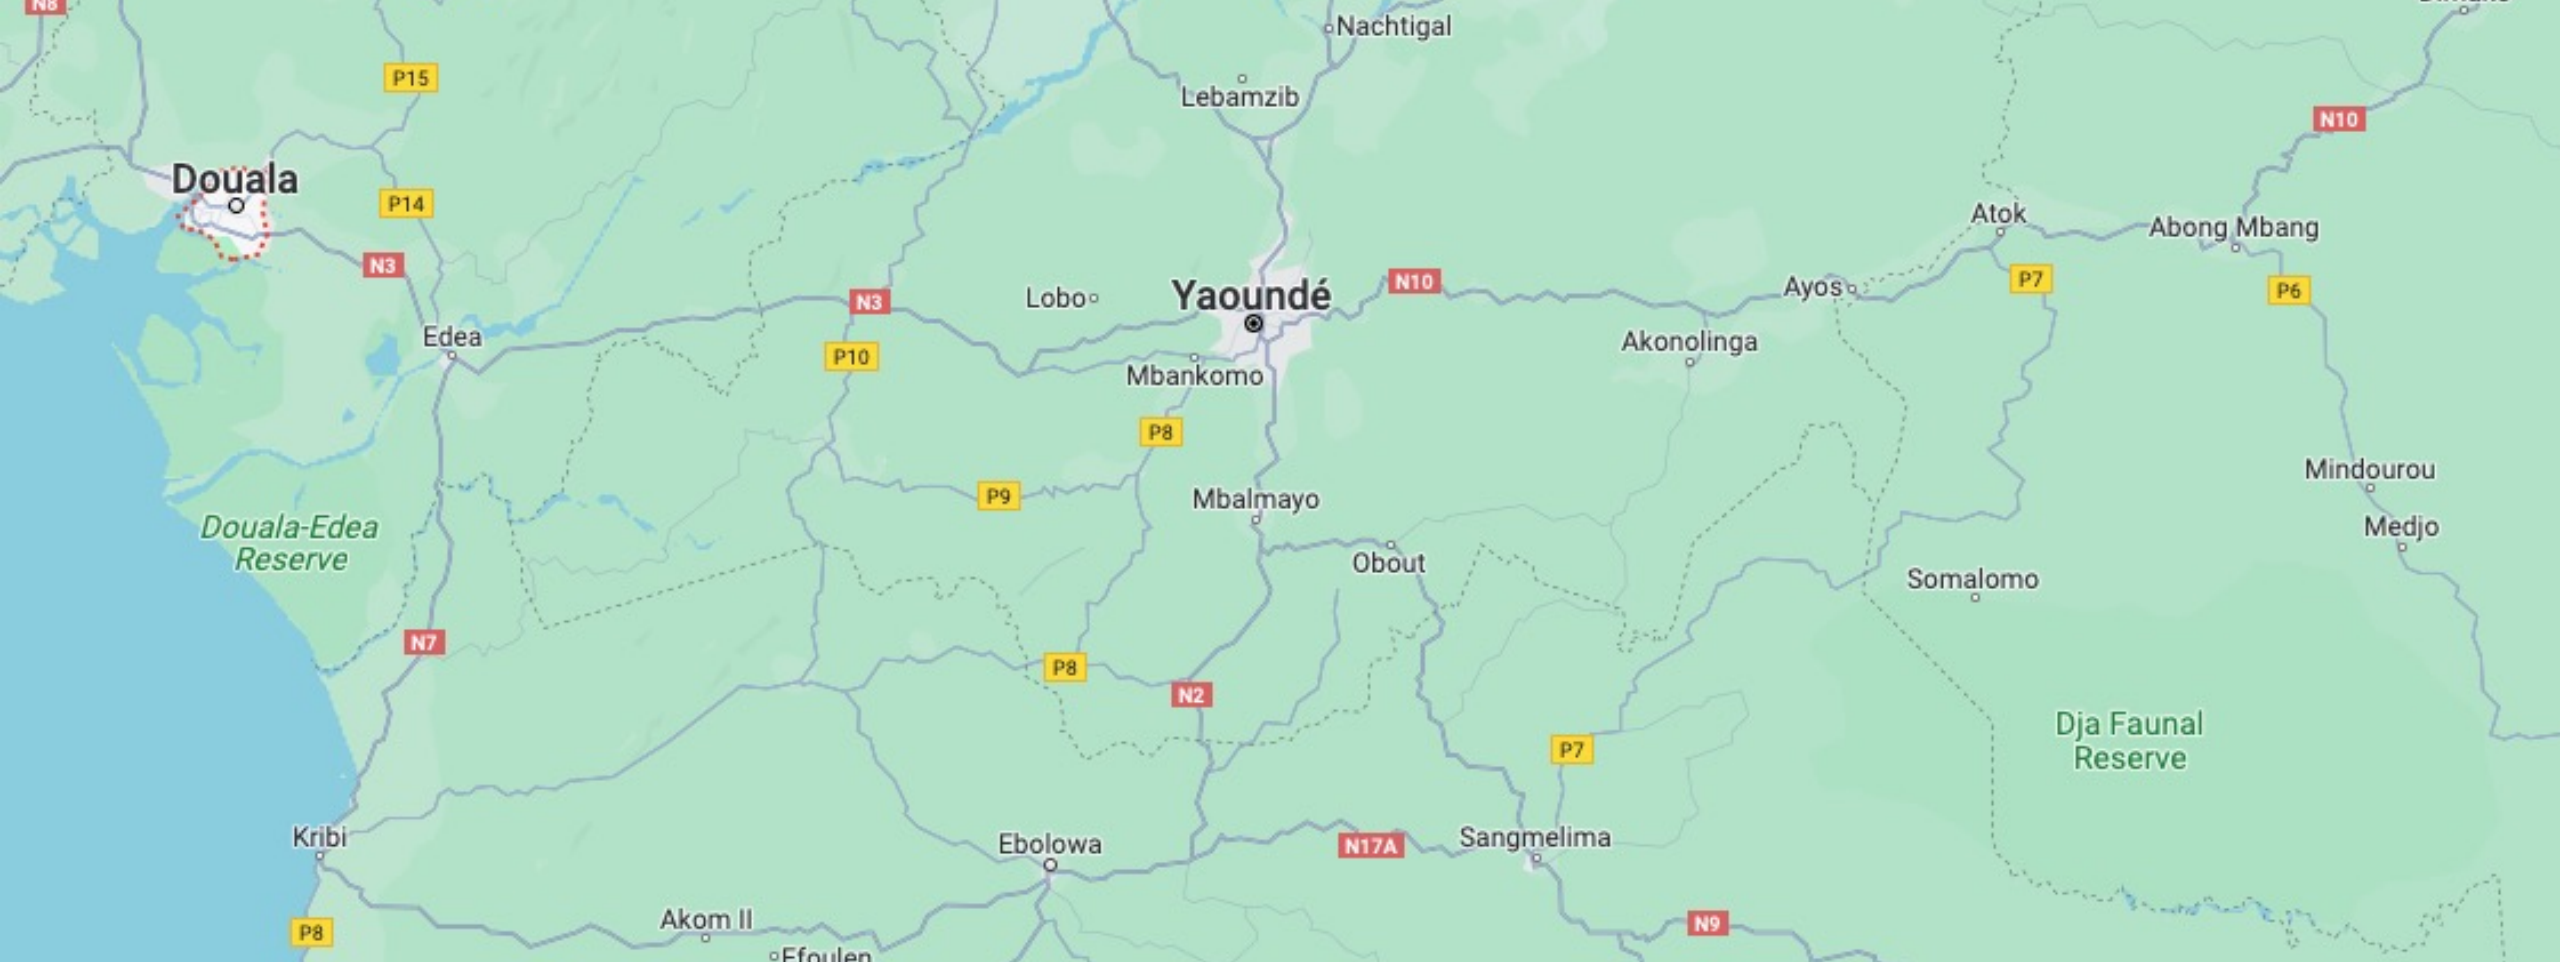 N8
Nachtigal
P15
Lebamzib
N10
Douala
P14
Atok
Abong Mbang
N3
P7
N10
Ayos
P6
Lobo
Yaoundé
N3
Edea
P10
Akonolinga
Mbankomo
P8
Mindourou
P9
Mbalmayo
Douala-Edea
Reserve
Medjo
Obout
Somalomo
N7
P8
N2
Dja Faunal
Reserve
P7
Kribi
Ebolowa
N17A
Sangmelima
Akom II
N9
P8
Efoulen